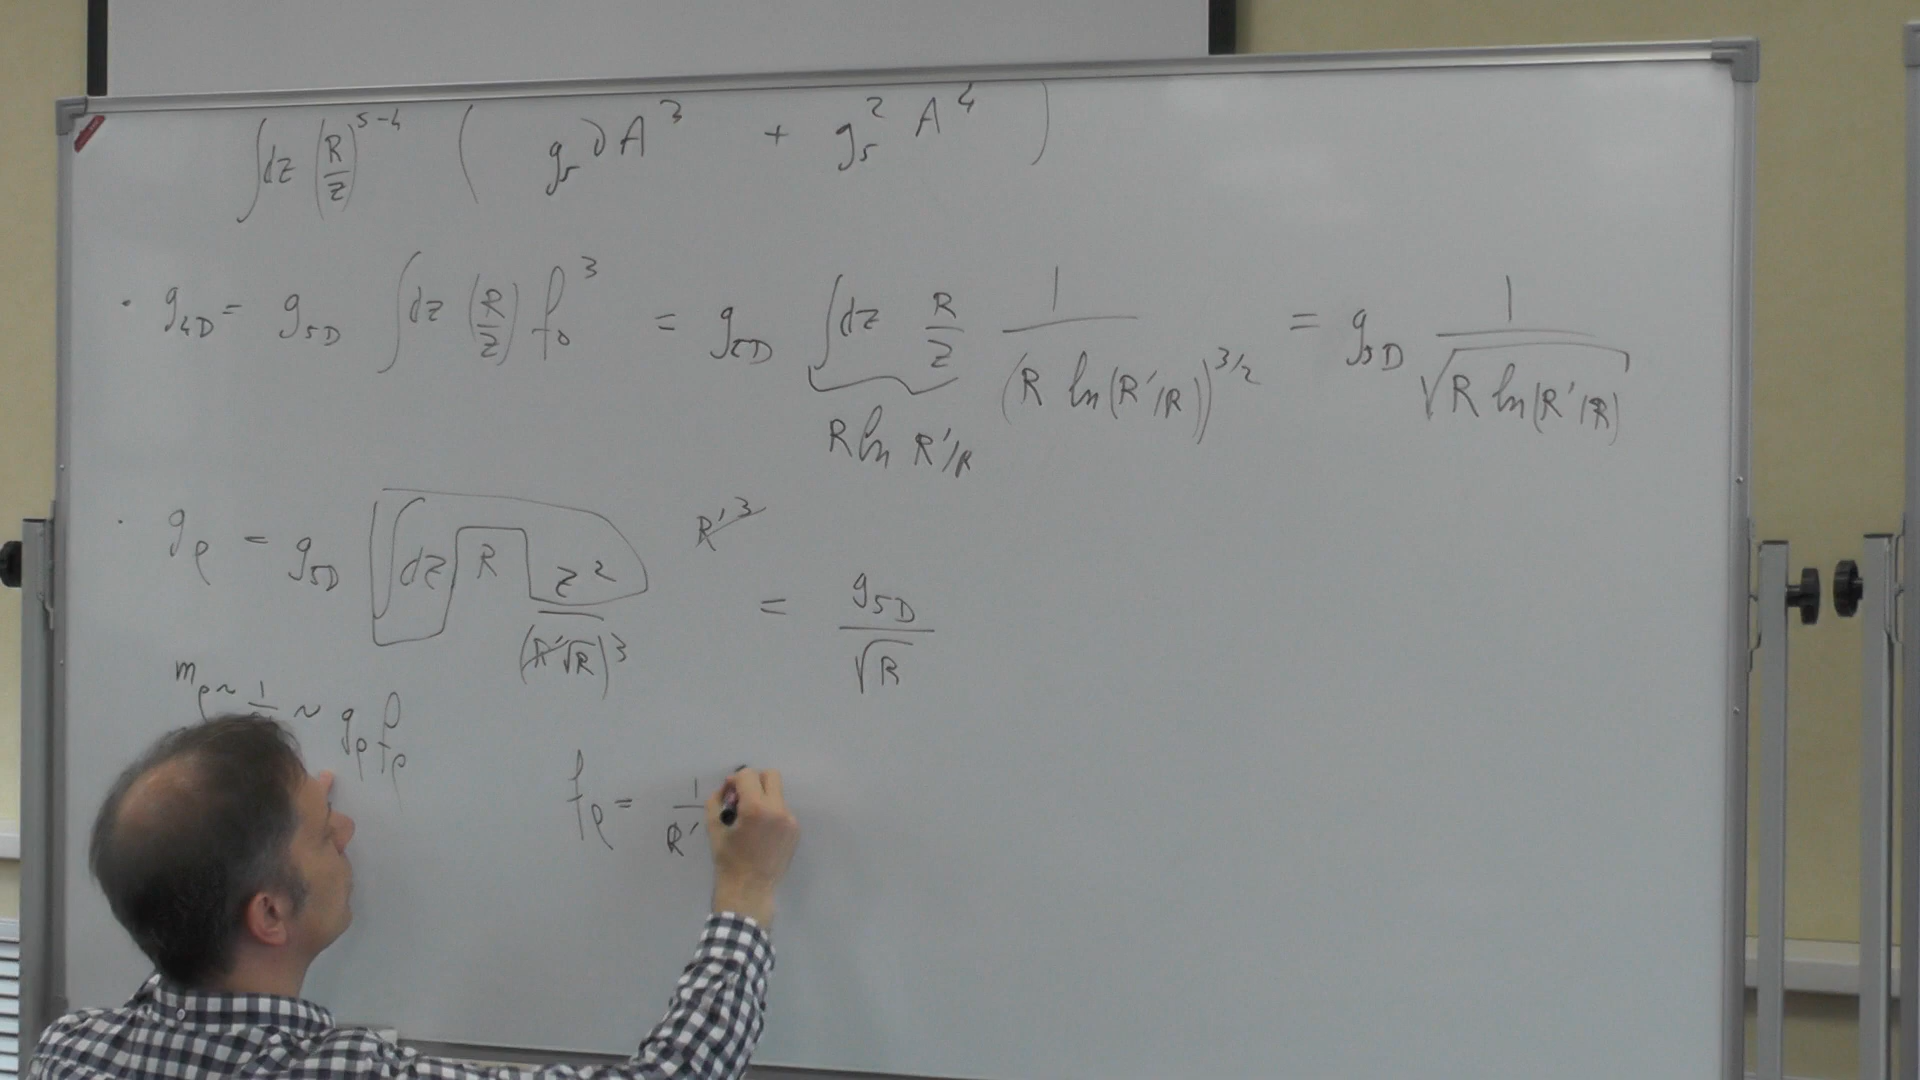 ∫dz (R/z)^{5-4} ( g_5 ∂A^3 + g_5^2 A^4 )
· g_{4D} = g_{5D} ∫dz (R/z) f_0^3 = g_{5D} ∫dz R/z 1/(R ln(R'/R))^{3/2} = g_{5D} 1/√(R ln(R'/R))
R ln R'/R
· g_ρ = g_{5D} ∫dz R z^2/(R'√R)^3 R'^3 = g_{5D}/√R
m_ρ ~ 1/ ~ g_ρ f_ρ
f_ρ = 1/R'